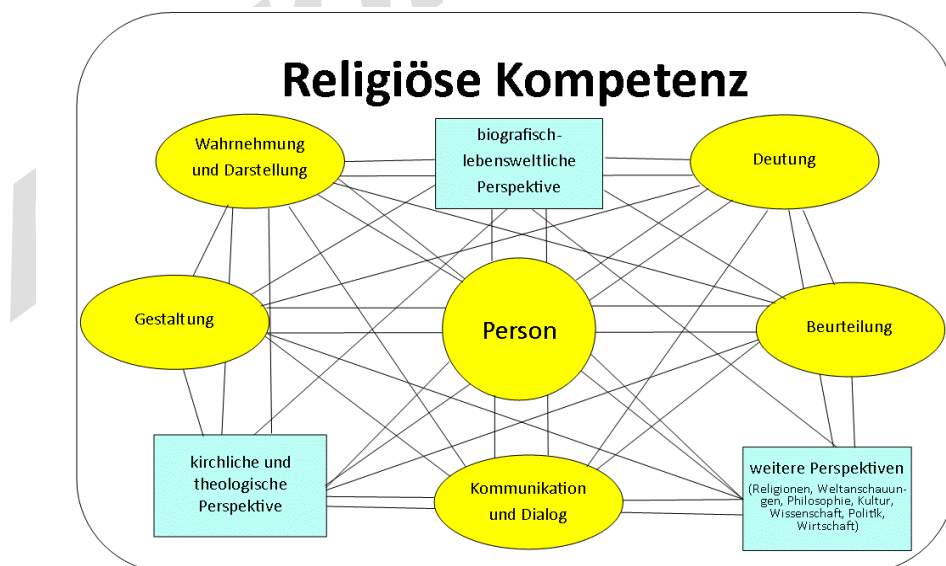 Religiöse Kompetenz
Wahrnehmung
und Darstellung
biografisch-
lebensweltliche
Perspektive
Deutung
Gestaltung
Person
Beurteilung
kirchliche und
theologische
Perspektive
Kommunikation
und Dialog
weitere Perspektiven
(Religionen, Weltanschauun-
gen, Philosophie, Kultur,
Wissenschaft, Politik,
Wirtschaft)